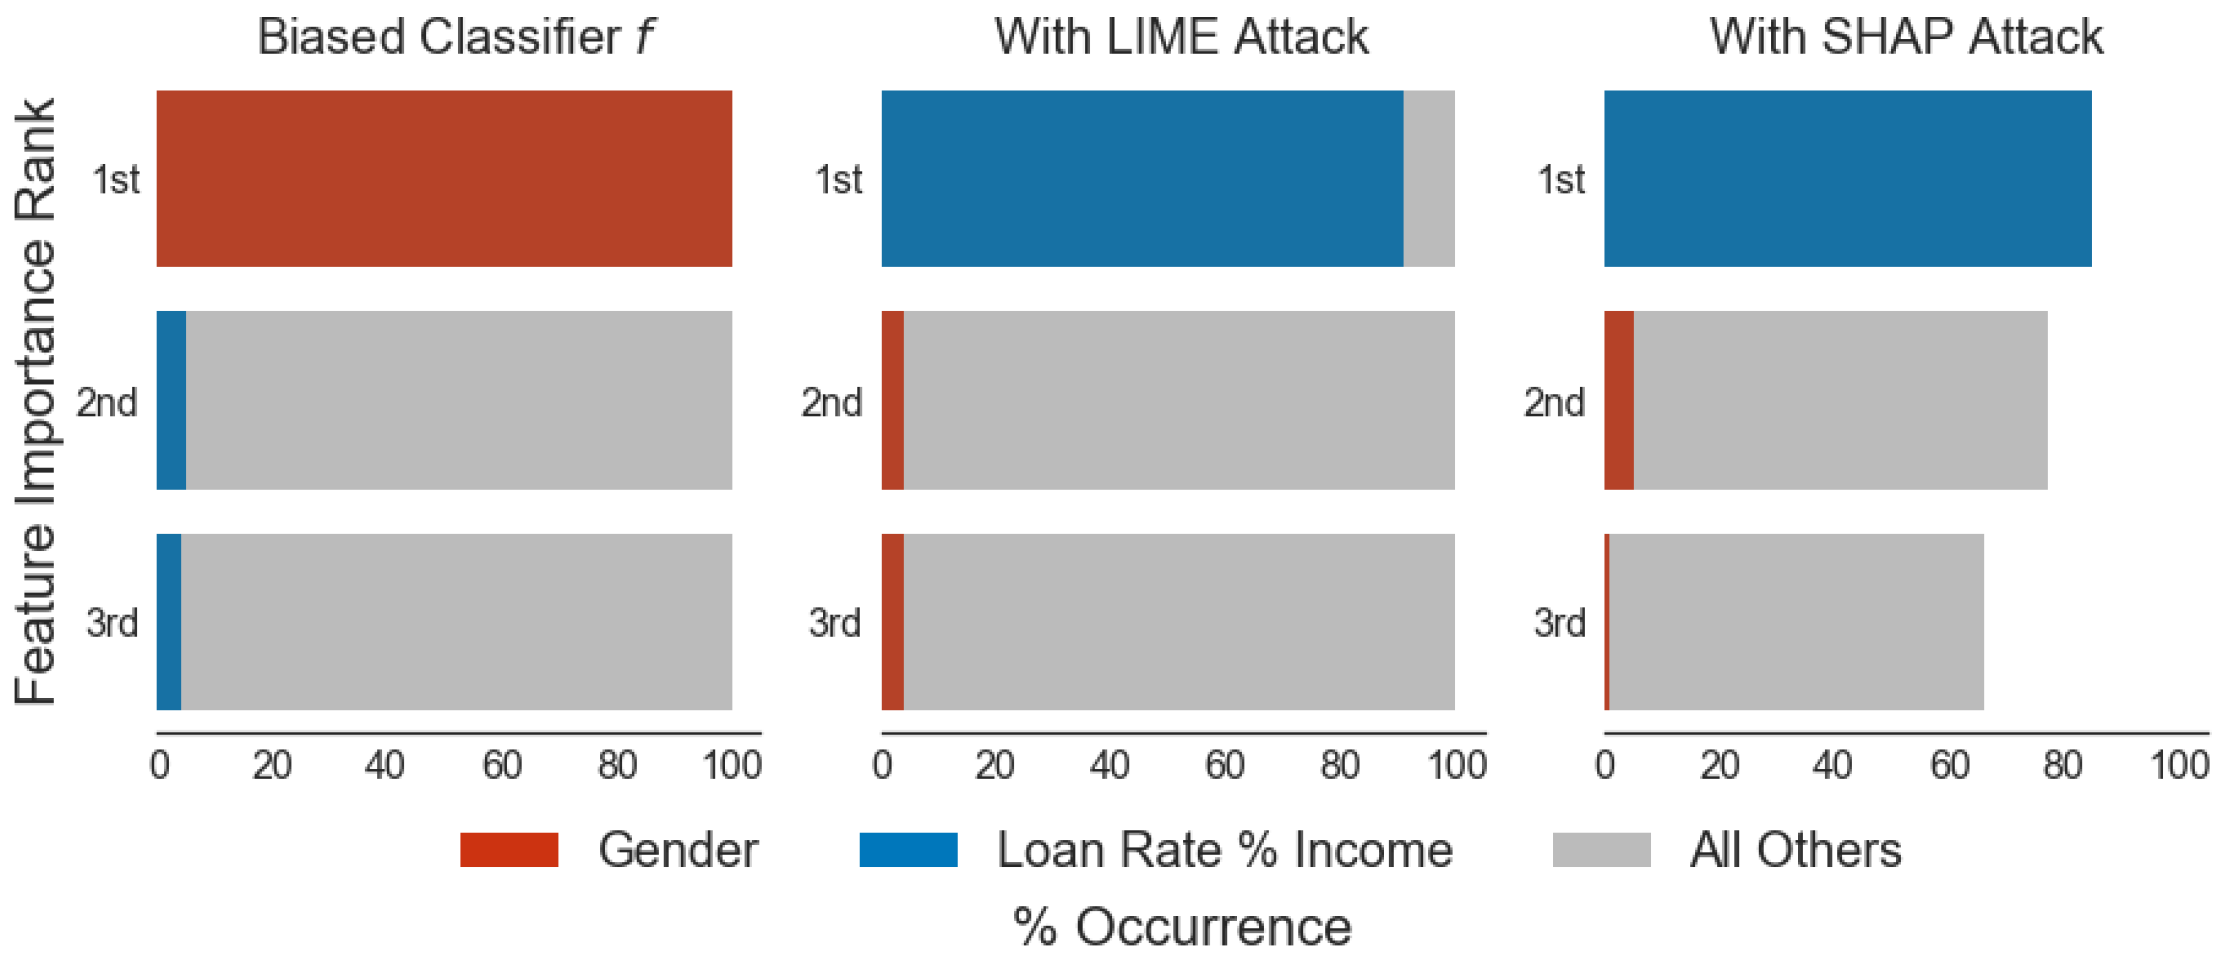 Biased Classifier f
With LIME Attack
With SHAP Attack
Feature Importance Rank
1st
2nd
3rd
0 20 40 60 80 100
1st
2nd
3rd
0 20 40 60 80 100
1st
2nd
3rd
0 20 40 60 80 100
Gender
Loan Rate % Income
All Others
% Occurrence